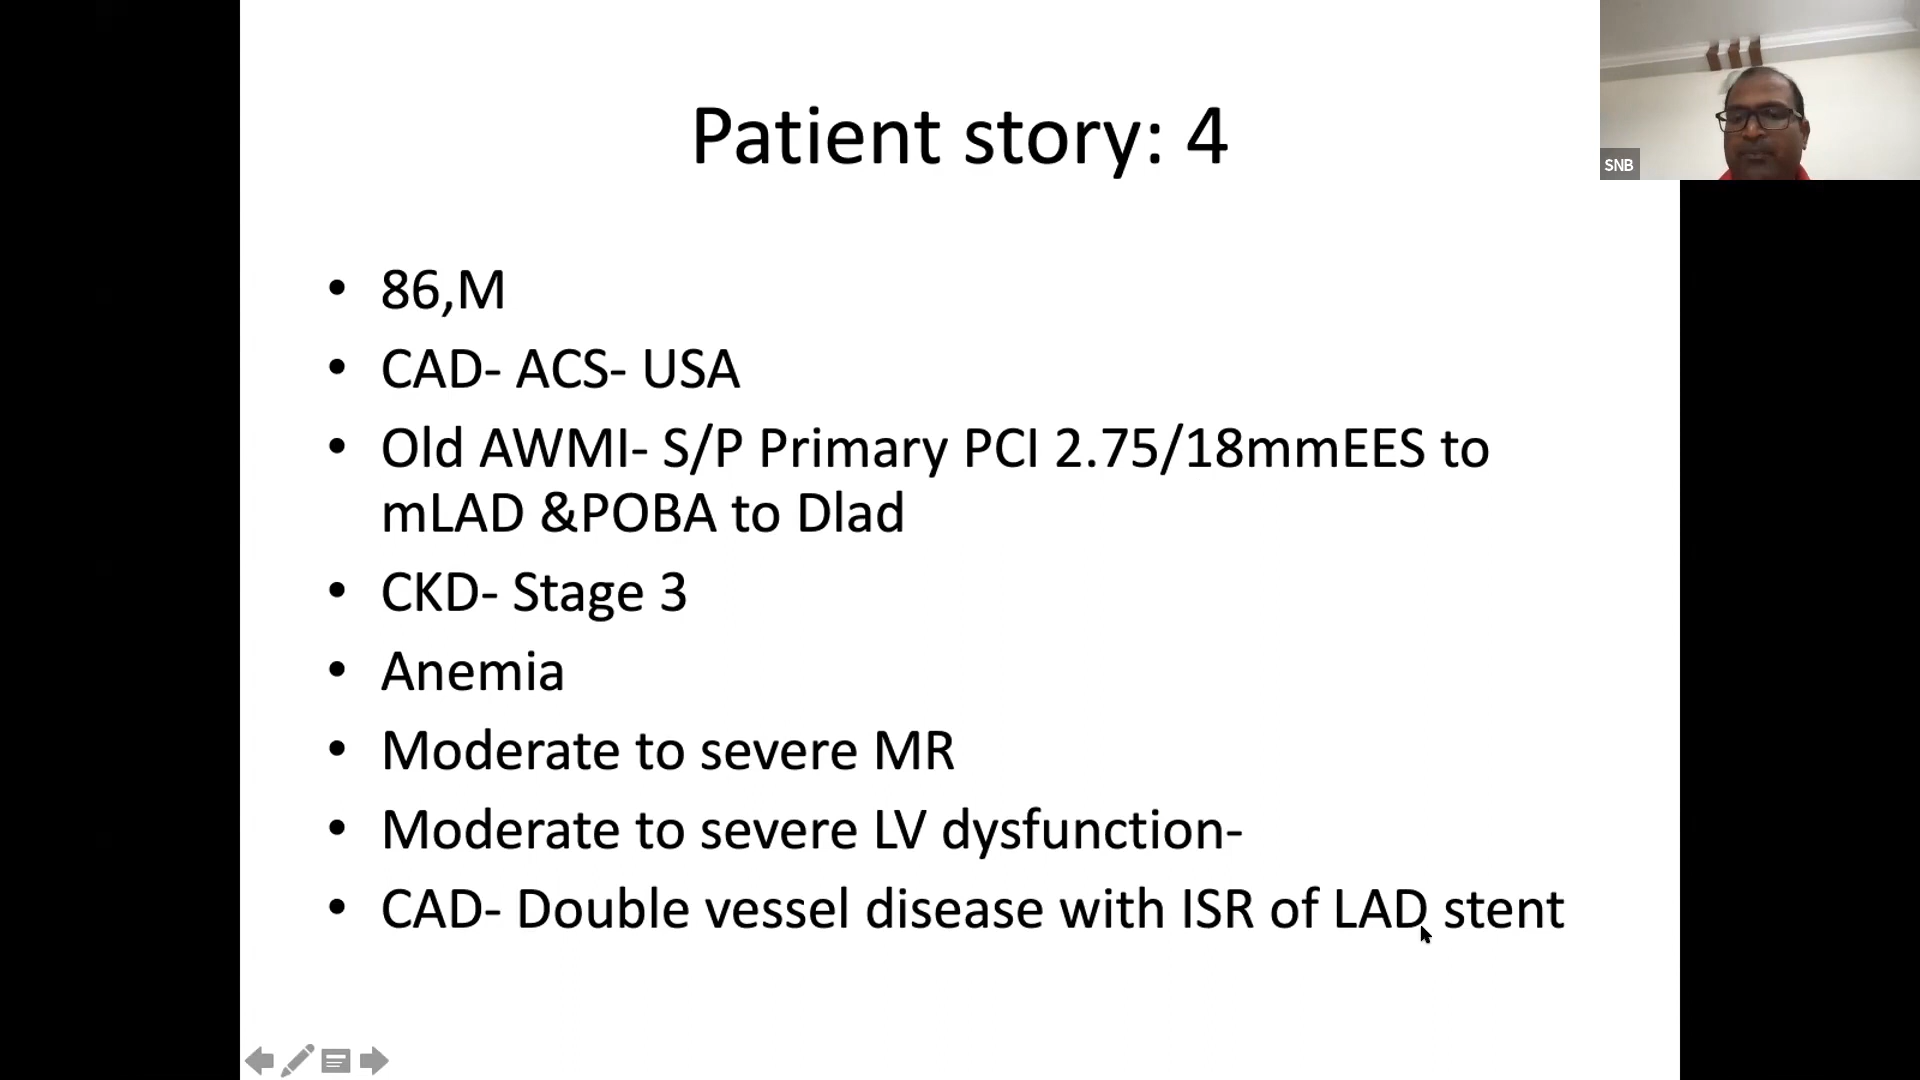 Patient story: 4
SNB
• 86,M
• CAD- ACS- USA
• Old AWMI- S/P Primary PCI 2.75/18mmEES to
mLAD &POBA to Dlad
• CKD- Stage 3
• Anemia
• Moderate to severe MR
• Moderate to severe LV dysfunction-
• CAD- Double vessel disease with ISR of LAD stent